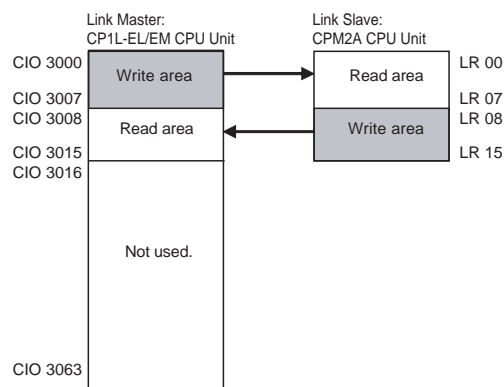 Link Master:
CP1L-EL/EM CPU Unit
Link Slave:
CPM2A CPU Unit
CIO 3000
Write area
Read area
LR 00
CIO 3007
LR 07
CIO 3008
Read area
Write area
LR 08
CIO 3015
LR 15
CIO 3016
Not used.
CIO 3063